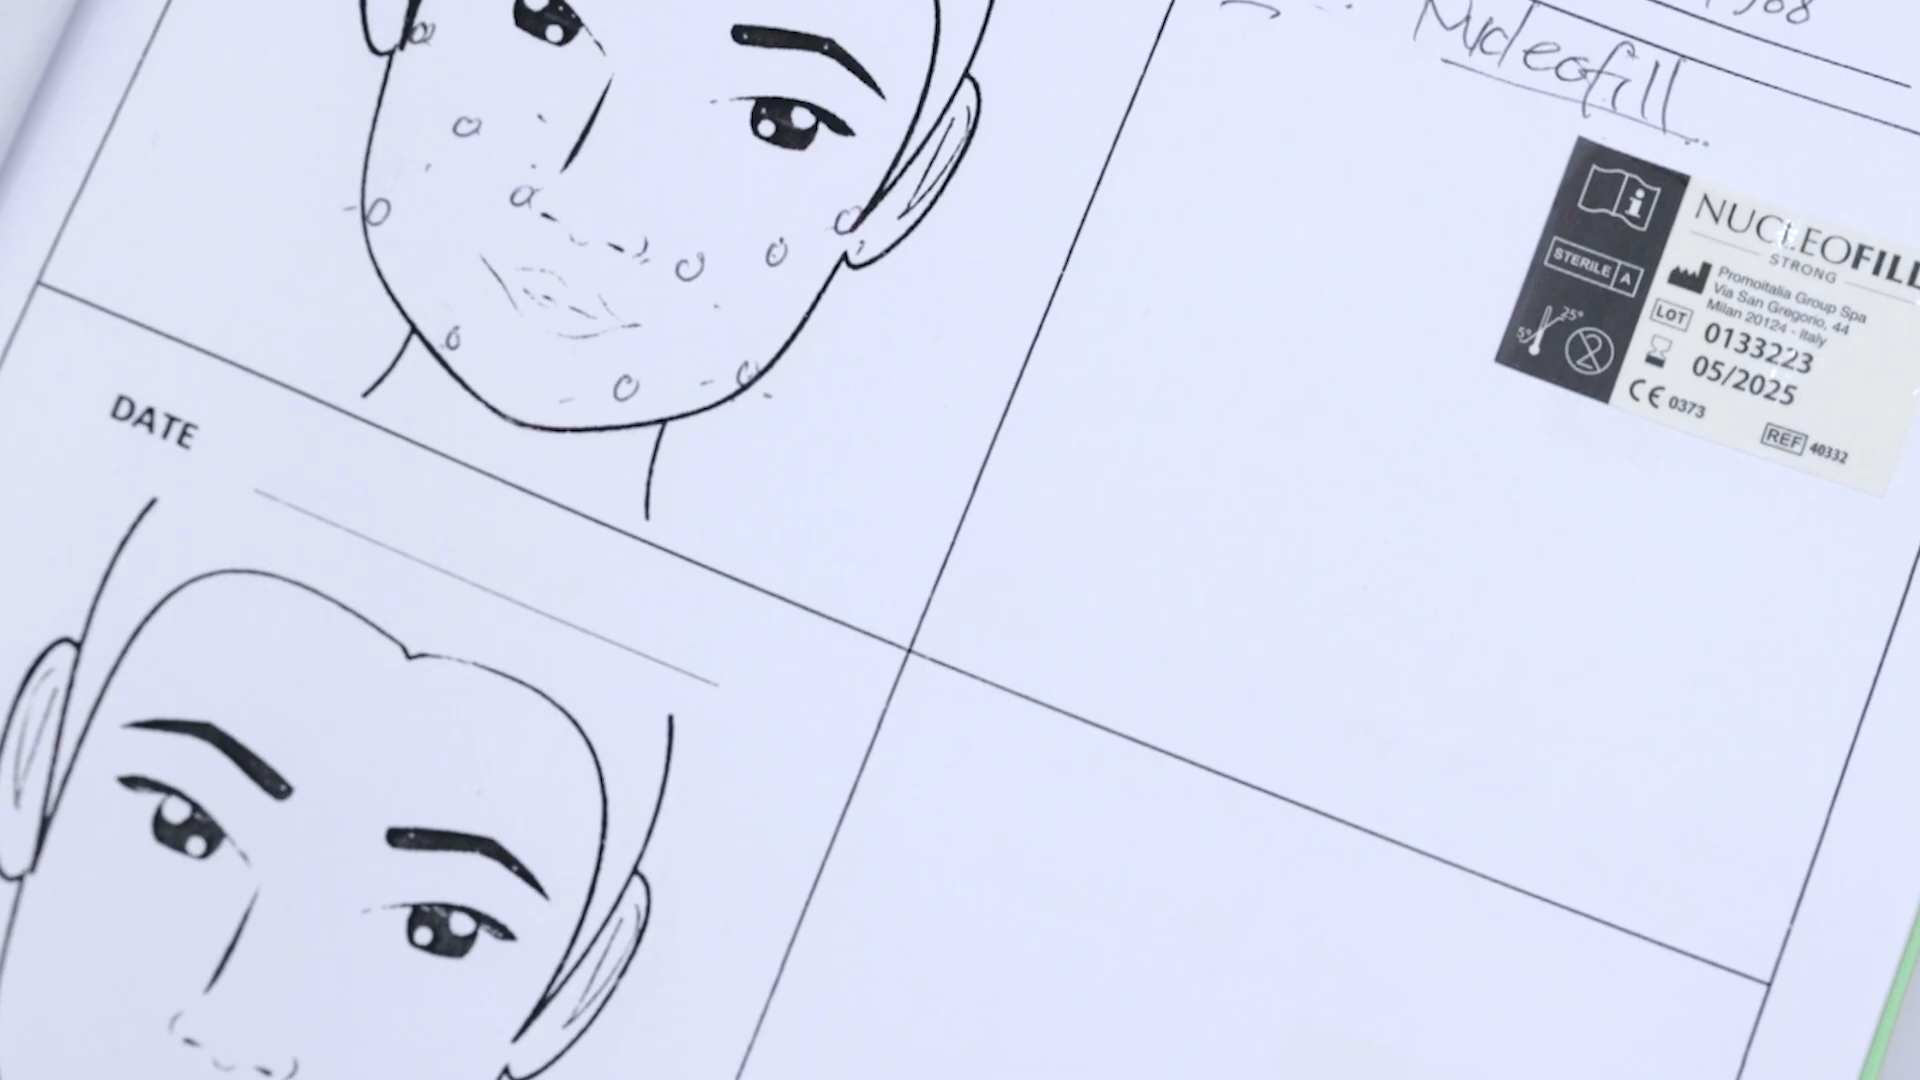 Nucleofill
NUCLEOFILL
STRONG
STERILE A
Promoitalia Group Spa
Via San Gregorio, 44
Milan 20124 - Italy
25°
5°
LOT 0133223
05/2025
2
CE 0373
REF 40332
DATE